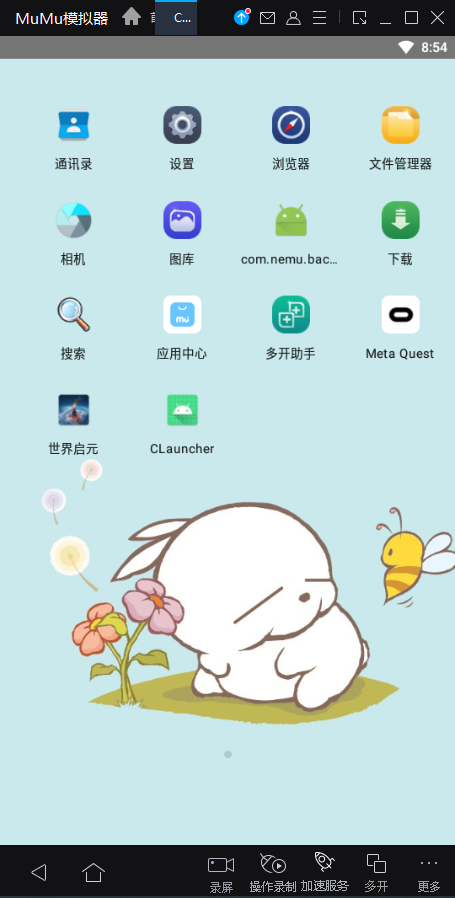 MuMu模拟器
C...
8:54
通讯录
设置
浏览器
文件管理器
相机
图库
com.nemu.bac...
下载
搜索
应用中心
多开助手
Meta Quest
世界启元
CLauncher
录屏
操作录制
加速服务
多开
更多